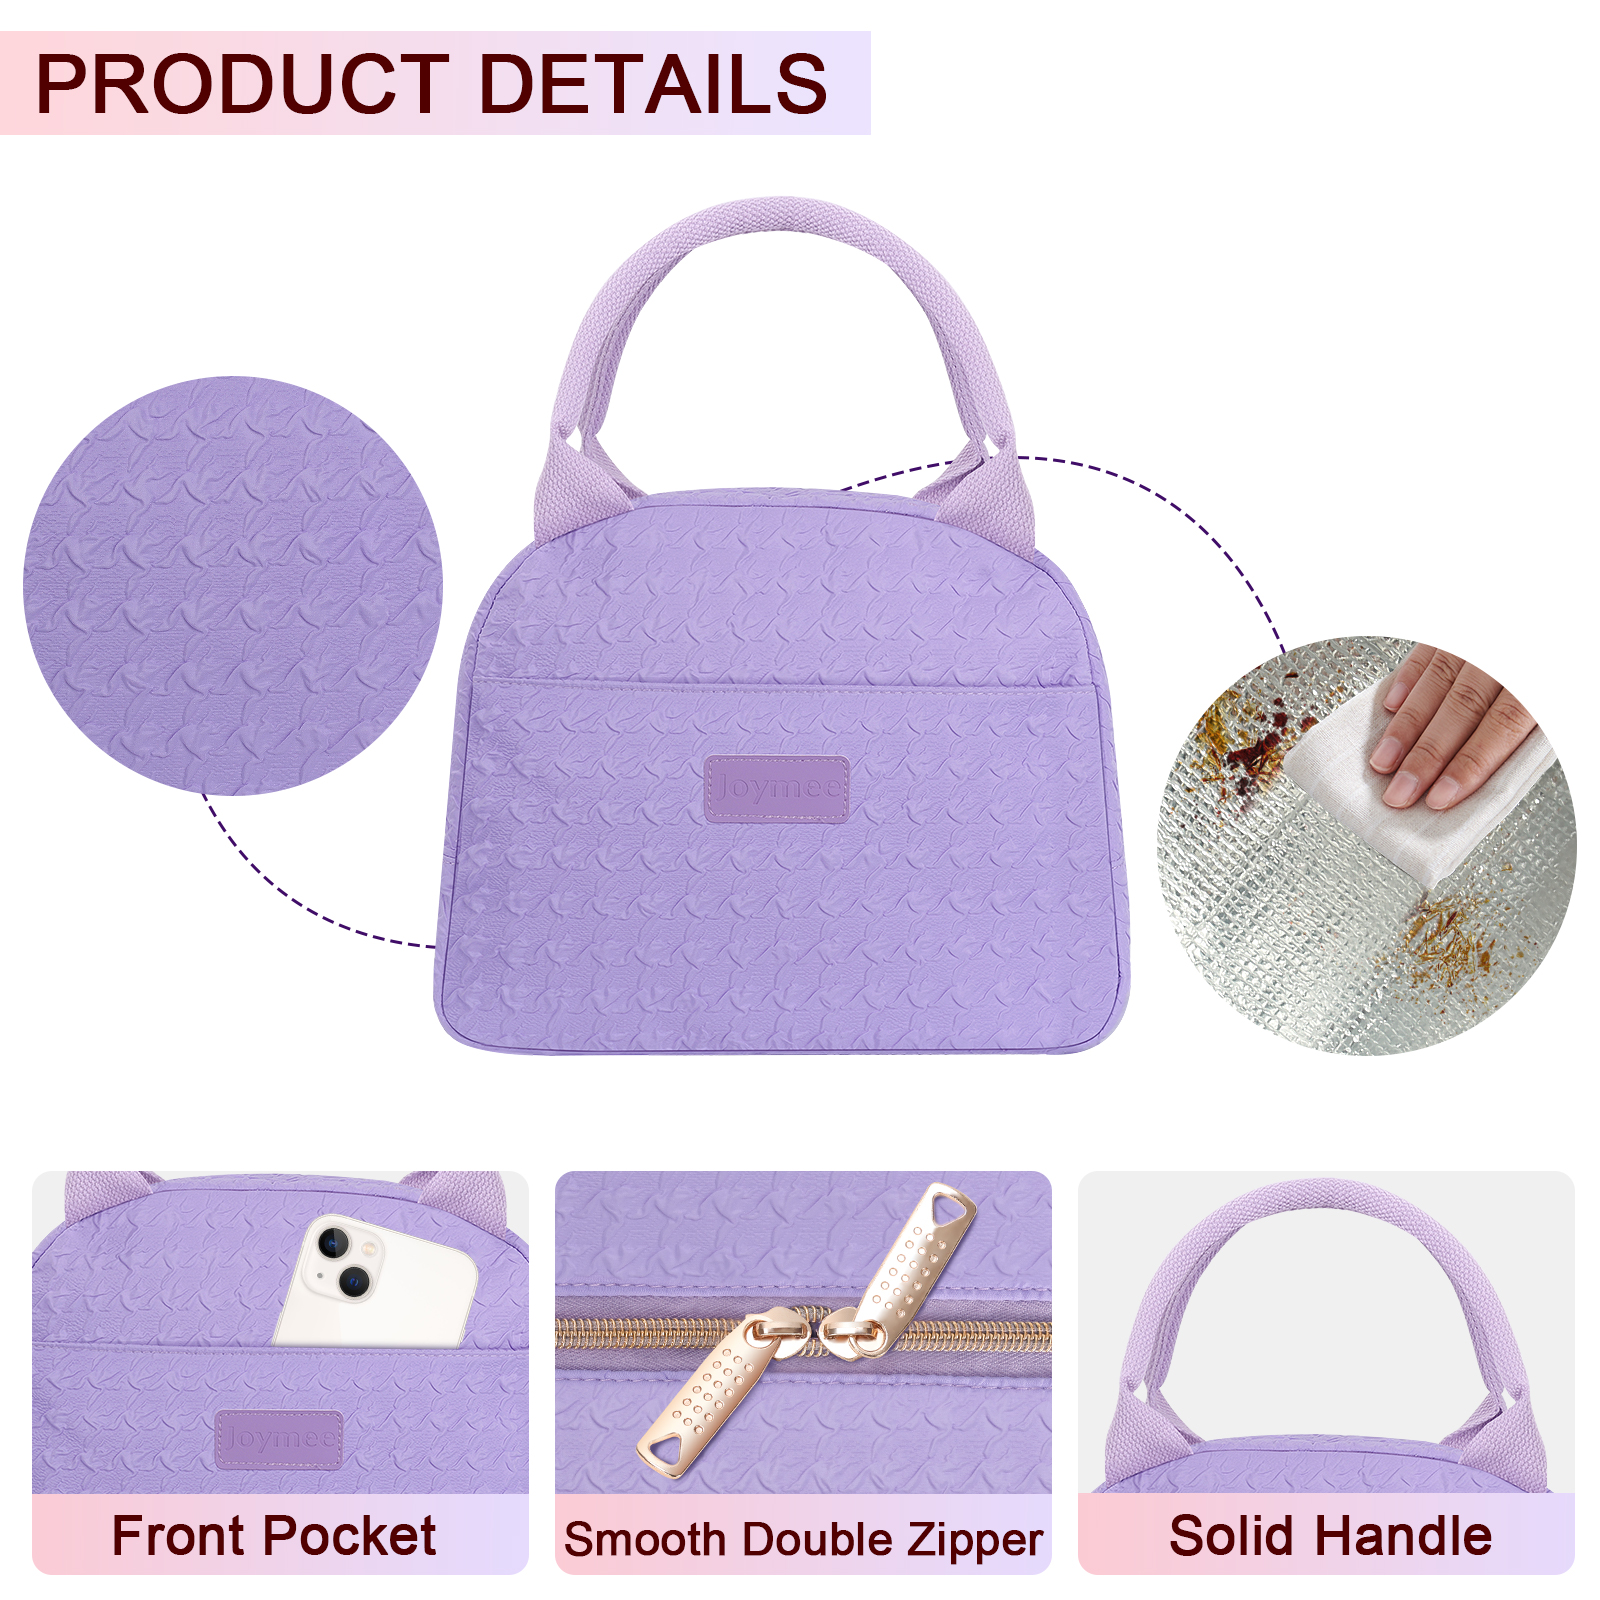 PRODUCT DETAILS
Joymee
Joymee
Front Pocket
Smooth Double Zipper
Solid Handle